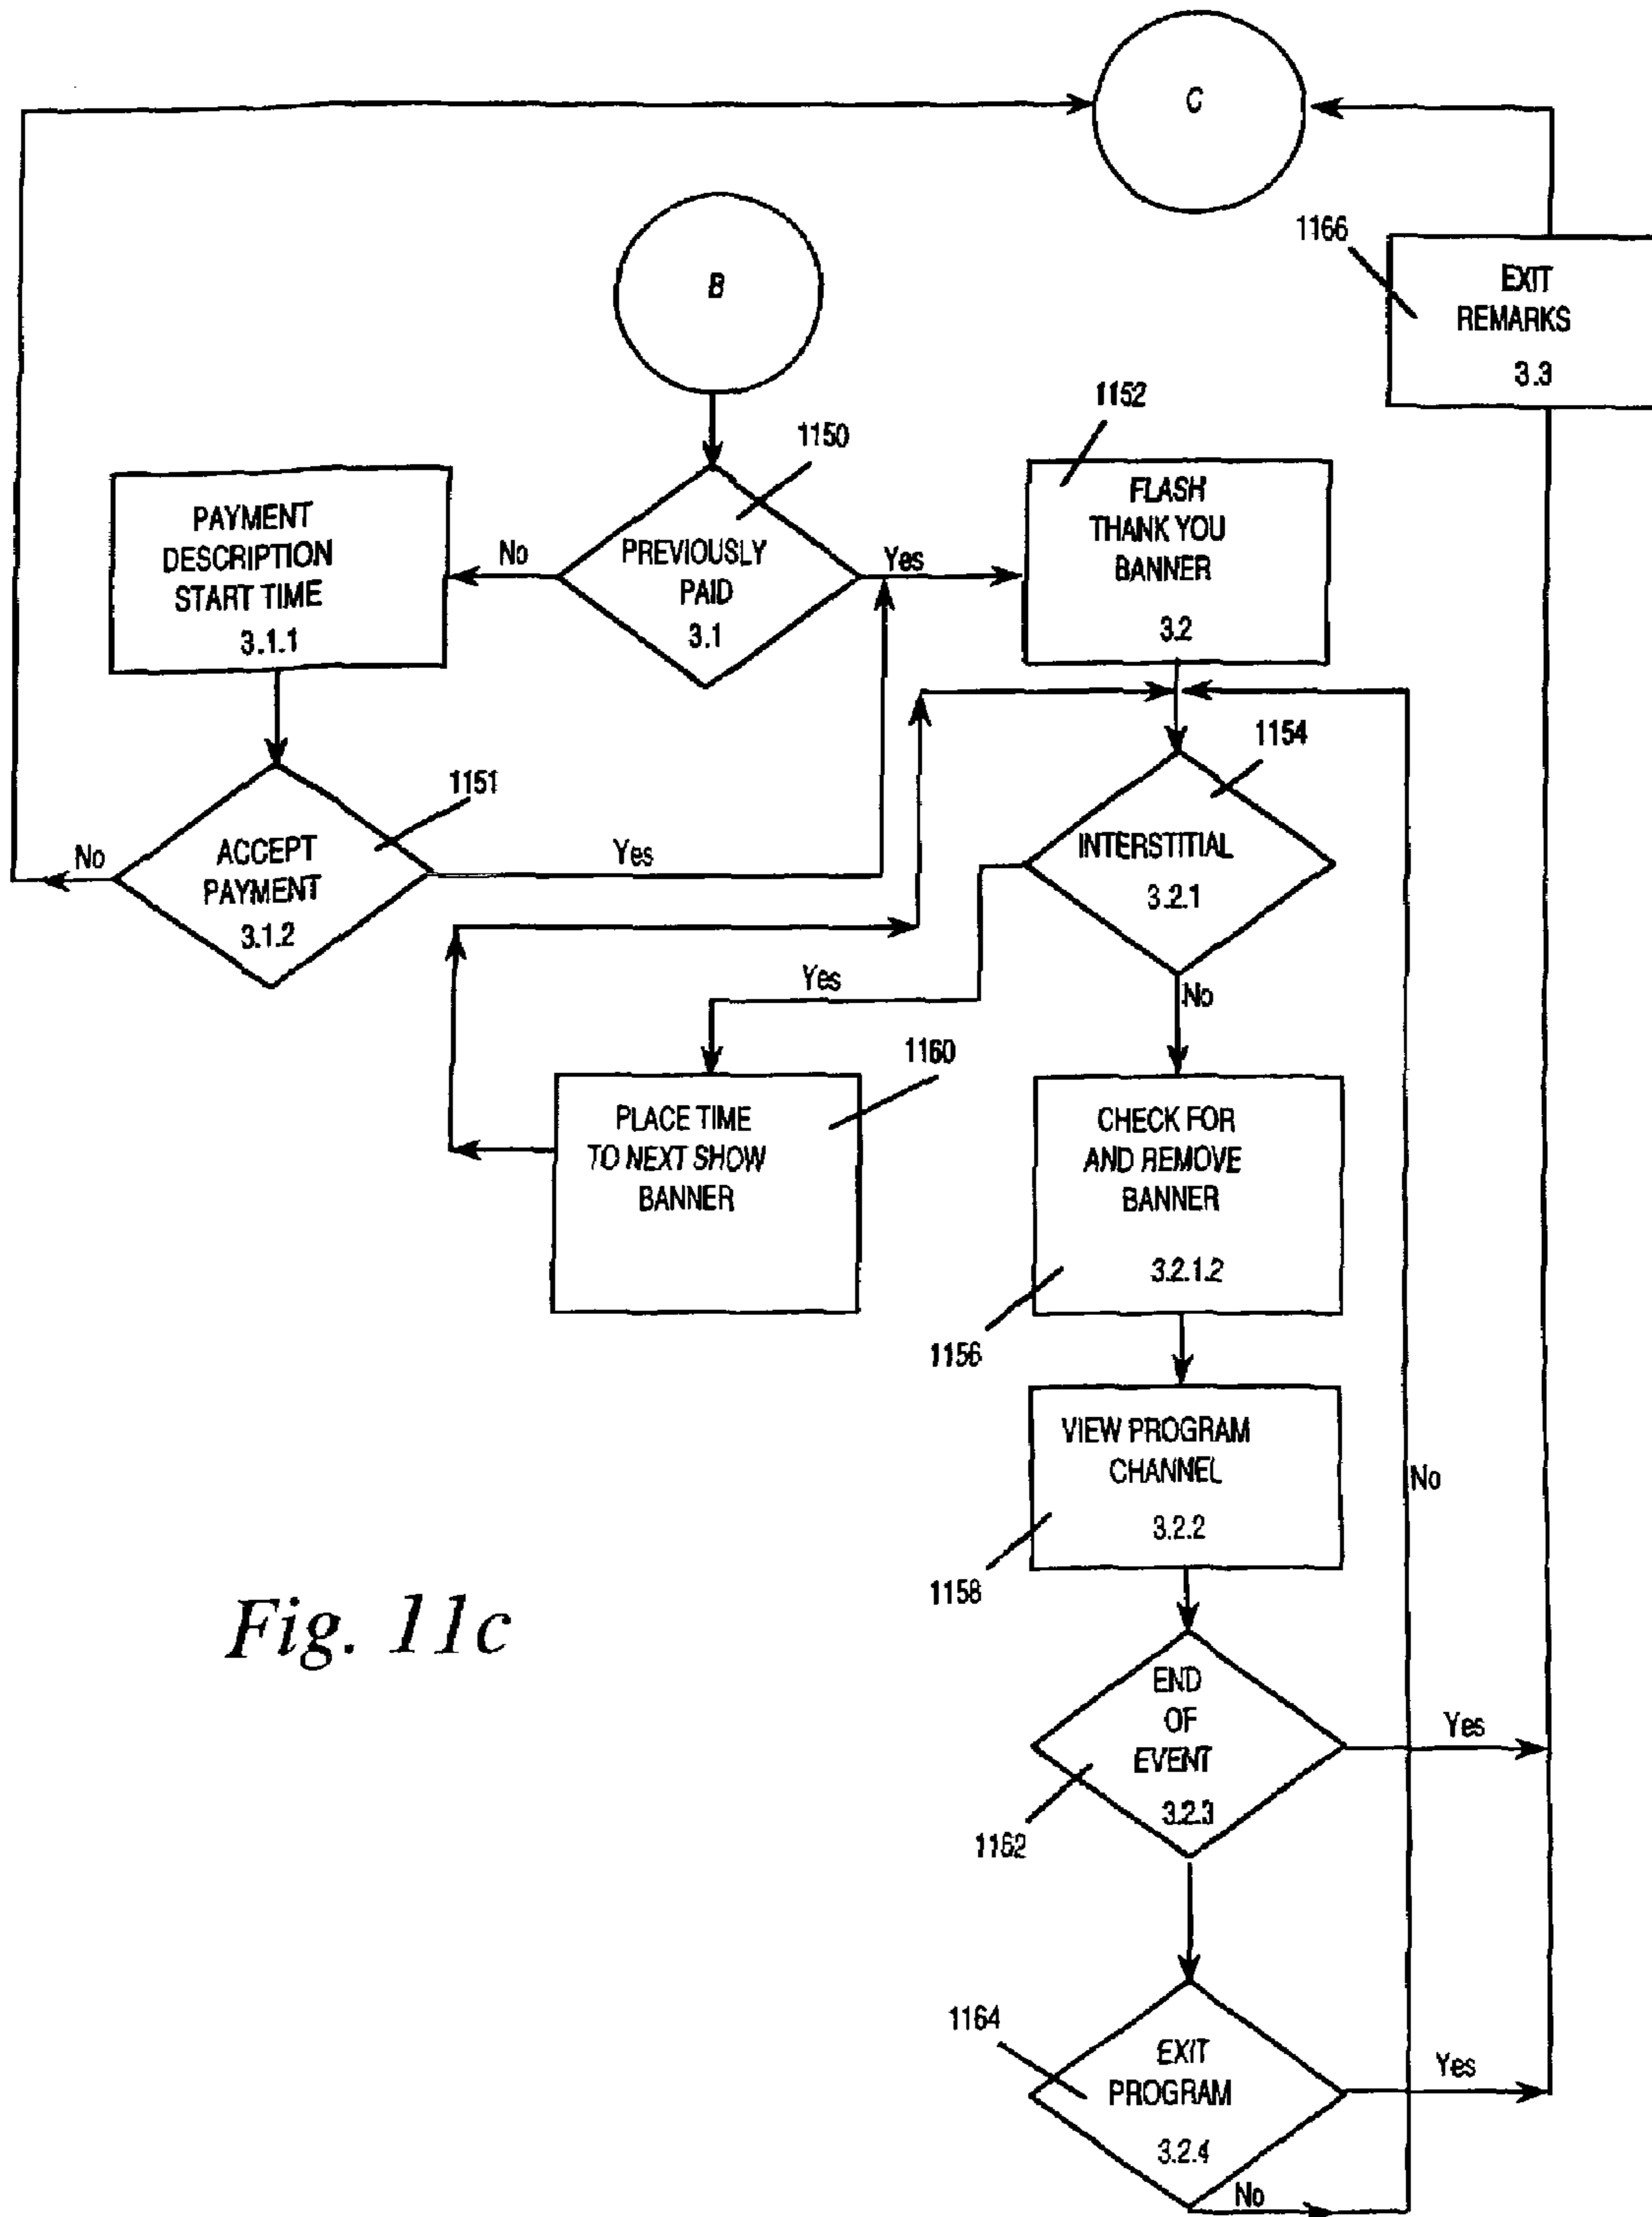 C
1166
EXIT
REMARKS
3.3
B
1152
1150
FLASH
THANK YOU
BANNER
3.2
PAYMENT
DESCRIPTION
START TIME
3.1.1
No
PREVIOUSLY
PAID
3.1
Yes
1154
1151
ACCEPT
PAYMENT
3.1.2
No
Yes
INTERSTITIAL
3.2.1
Yes
No
1160
PLACE TIME
TO NEXT SHOW
BANNER
CHECK FOR
AND REMOVE
BANNER
3.2.1.2
1156
VIEW PROGRAM
CHANNEL
3.2.2
No
1158
Fig. 11c
END
OF
EVENT
3.2.3
Yes
1162
1164
EXIT
PROGRAM
3.2.4
Yes
No